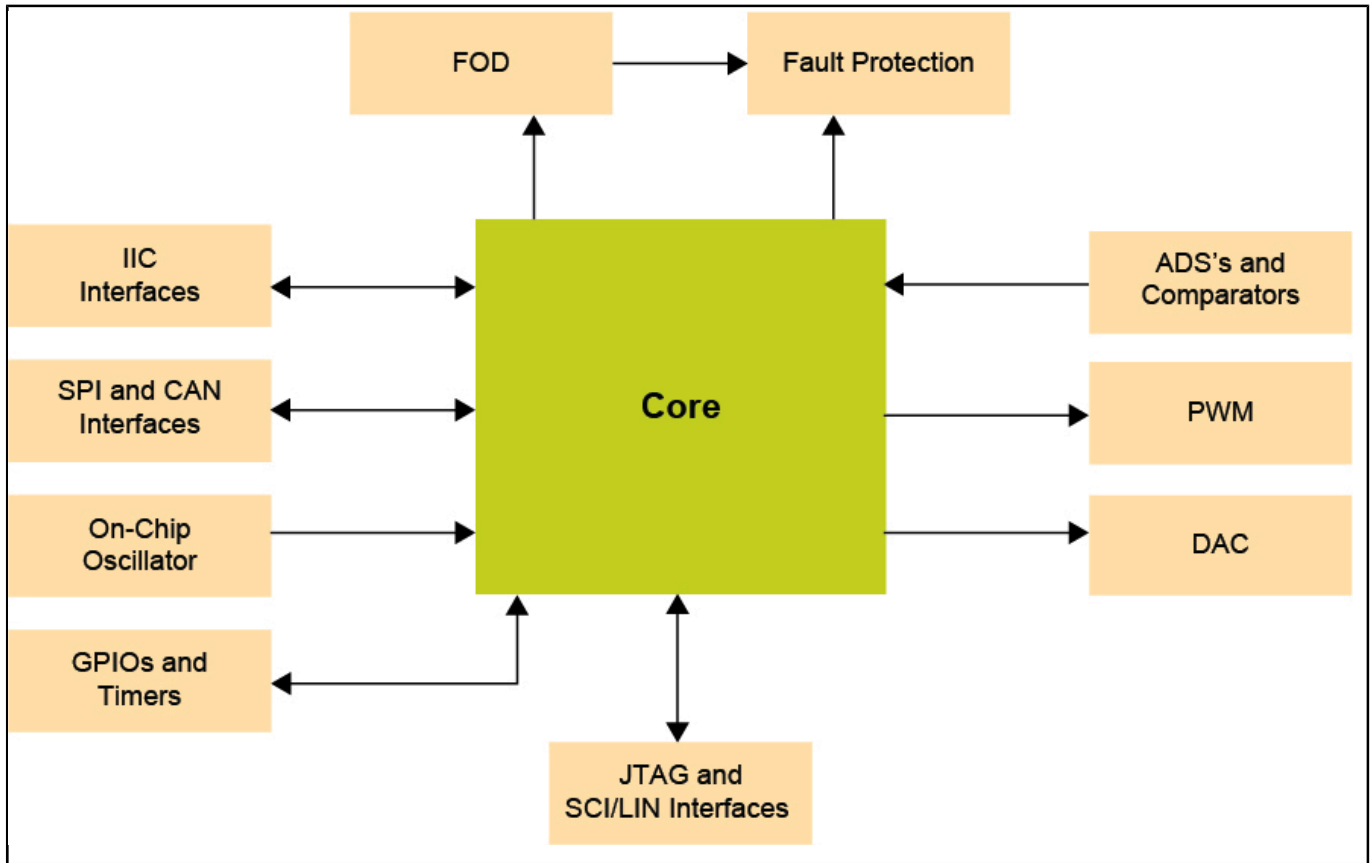 FOD
Fault Protection
IIC
Interfaces
ADS's and
Comparators
SPI and CAN
Interfaces
Core
PWM
On-Chip
Oscillator
DAC
GPIOs and
Timers
JTAG and
SCI/LIN Interfaces